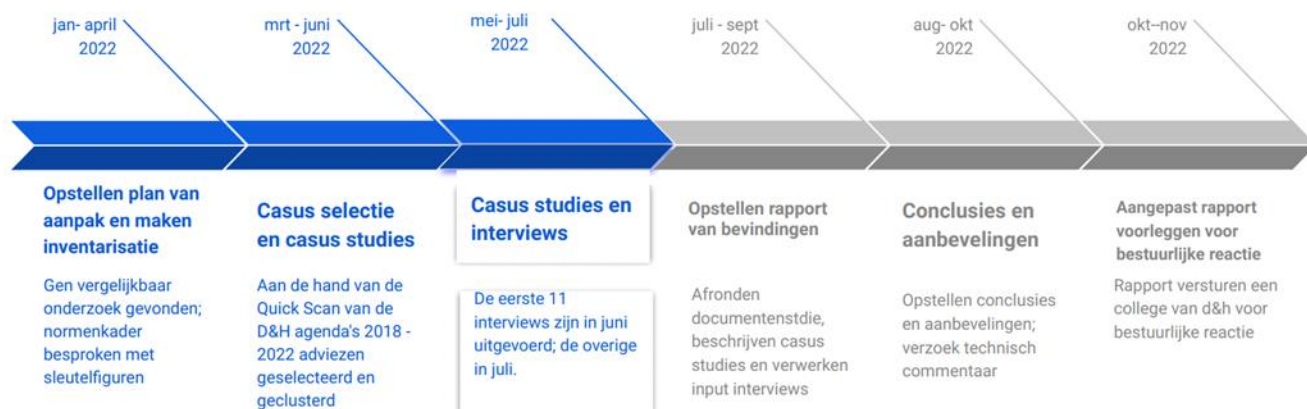 jan- april
2022
mrt - juni
2022
mei- juli
2022
juli - sept
2022
aug- okt
2022
okt–nov
2022
Opstellen plan van
aanpak en maken
inventarisatie
Gen vergelijkbaar
onderzoek gevonden;
normenkader
besproken met
sleutelfiguren
Casus selectie
en casus studies
Aan de hand van de
Quick Scan van de
D&H agenda's 2018 -
2022 adviezen
geselecteerd en
geclusterd
Casus studies en
interviews
De eerste 11
interviews zijn in juni
uitgevoerd; de overige
in juli.
Opstellen rapport
van bevindingen
Afronden
documentenstdie,
beschrijven casus
studies en verwerken
input interviews
Conclusies en
aanbevelingen
Opstellen conclusies
en aanbevelingen;
verzoek technisch
commentaar
Aangepast rapport
voorleggen voor
bestuurlijke reactie
Rapport versturen een
college van d&h voor
bestuurlijke reactie